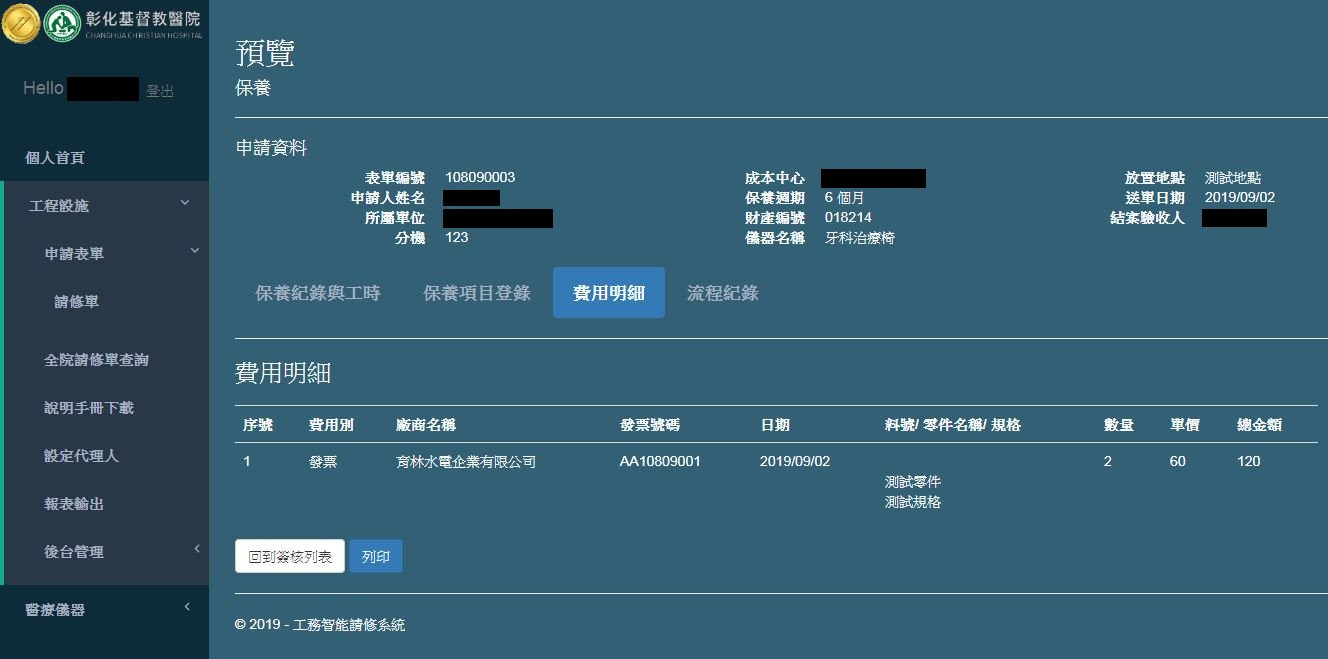 彰化基督教醫院
CHANGHUA CHRISTIAN HOSPITAL
Hello 登出
個人首頁
工程設施
申請表單
請修單
全院請修單查詢
說明手冊下載
設定代理人
報表輸出
後台管理
醫療儀器
預覽
保養
申請資料
表單編號 108090003 成本中心 放置地點 測試地點
申請人姓名 保養週期 6 個月 送單日期 2019/09/02
所屬單位 財產編號 018214 結案驗收人
分機 123 儀器名稱 牙科治療椅
保養紀錄與工時 保養項目登錄 費用明細 流程紀錄
費用明細
序號 費用別 廠商名稱 發票號碼 日期 料號/ 零件名稱/ 規格 數量 單價 總金額
1 發票 育林水電企業有限公司 AA10809001 2019/09/02 2 60 120
測試零件
測試規格
回到簽核列表 列印
© 2019 - 工務智能請修系統